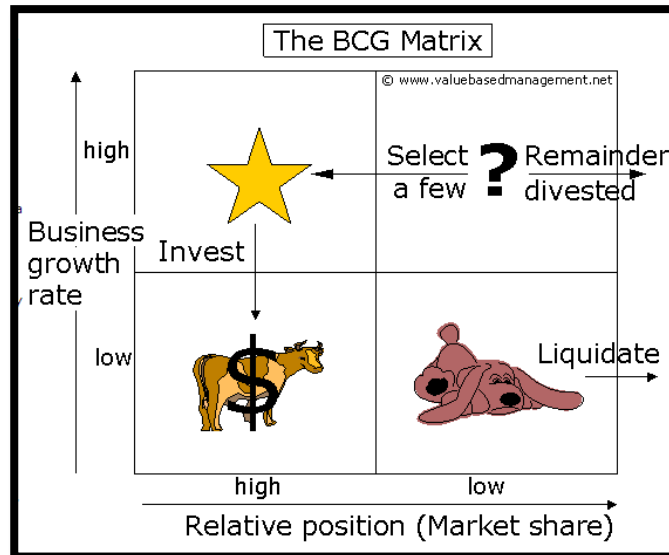 The BCG Matrix
© www.valuebasedmanagement.net
high
Select
a few
?
Remainder
divested
Business
growth
rate
Invest
low
$
Liquidate
high
low
Relative position (Market share)